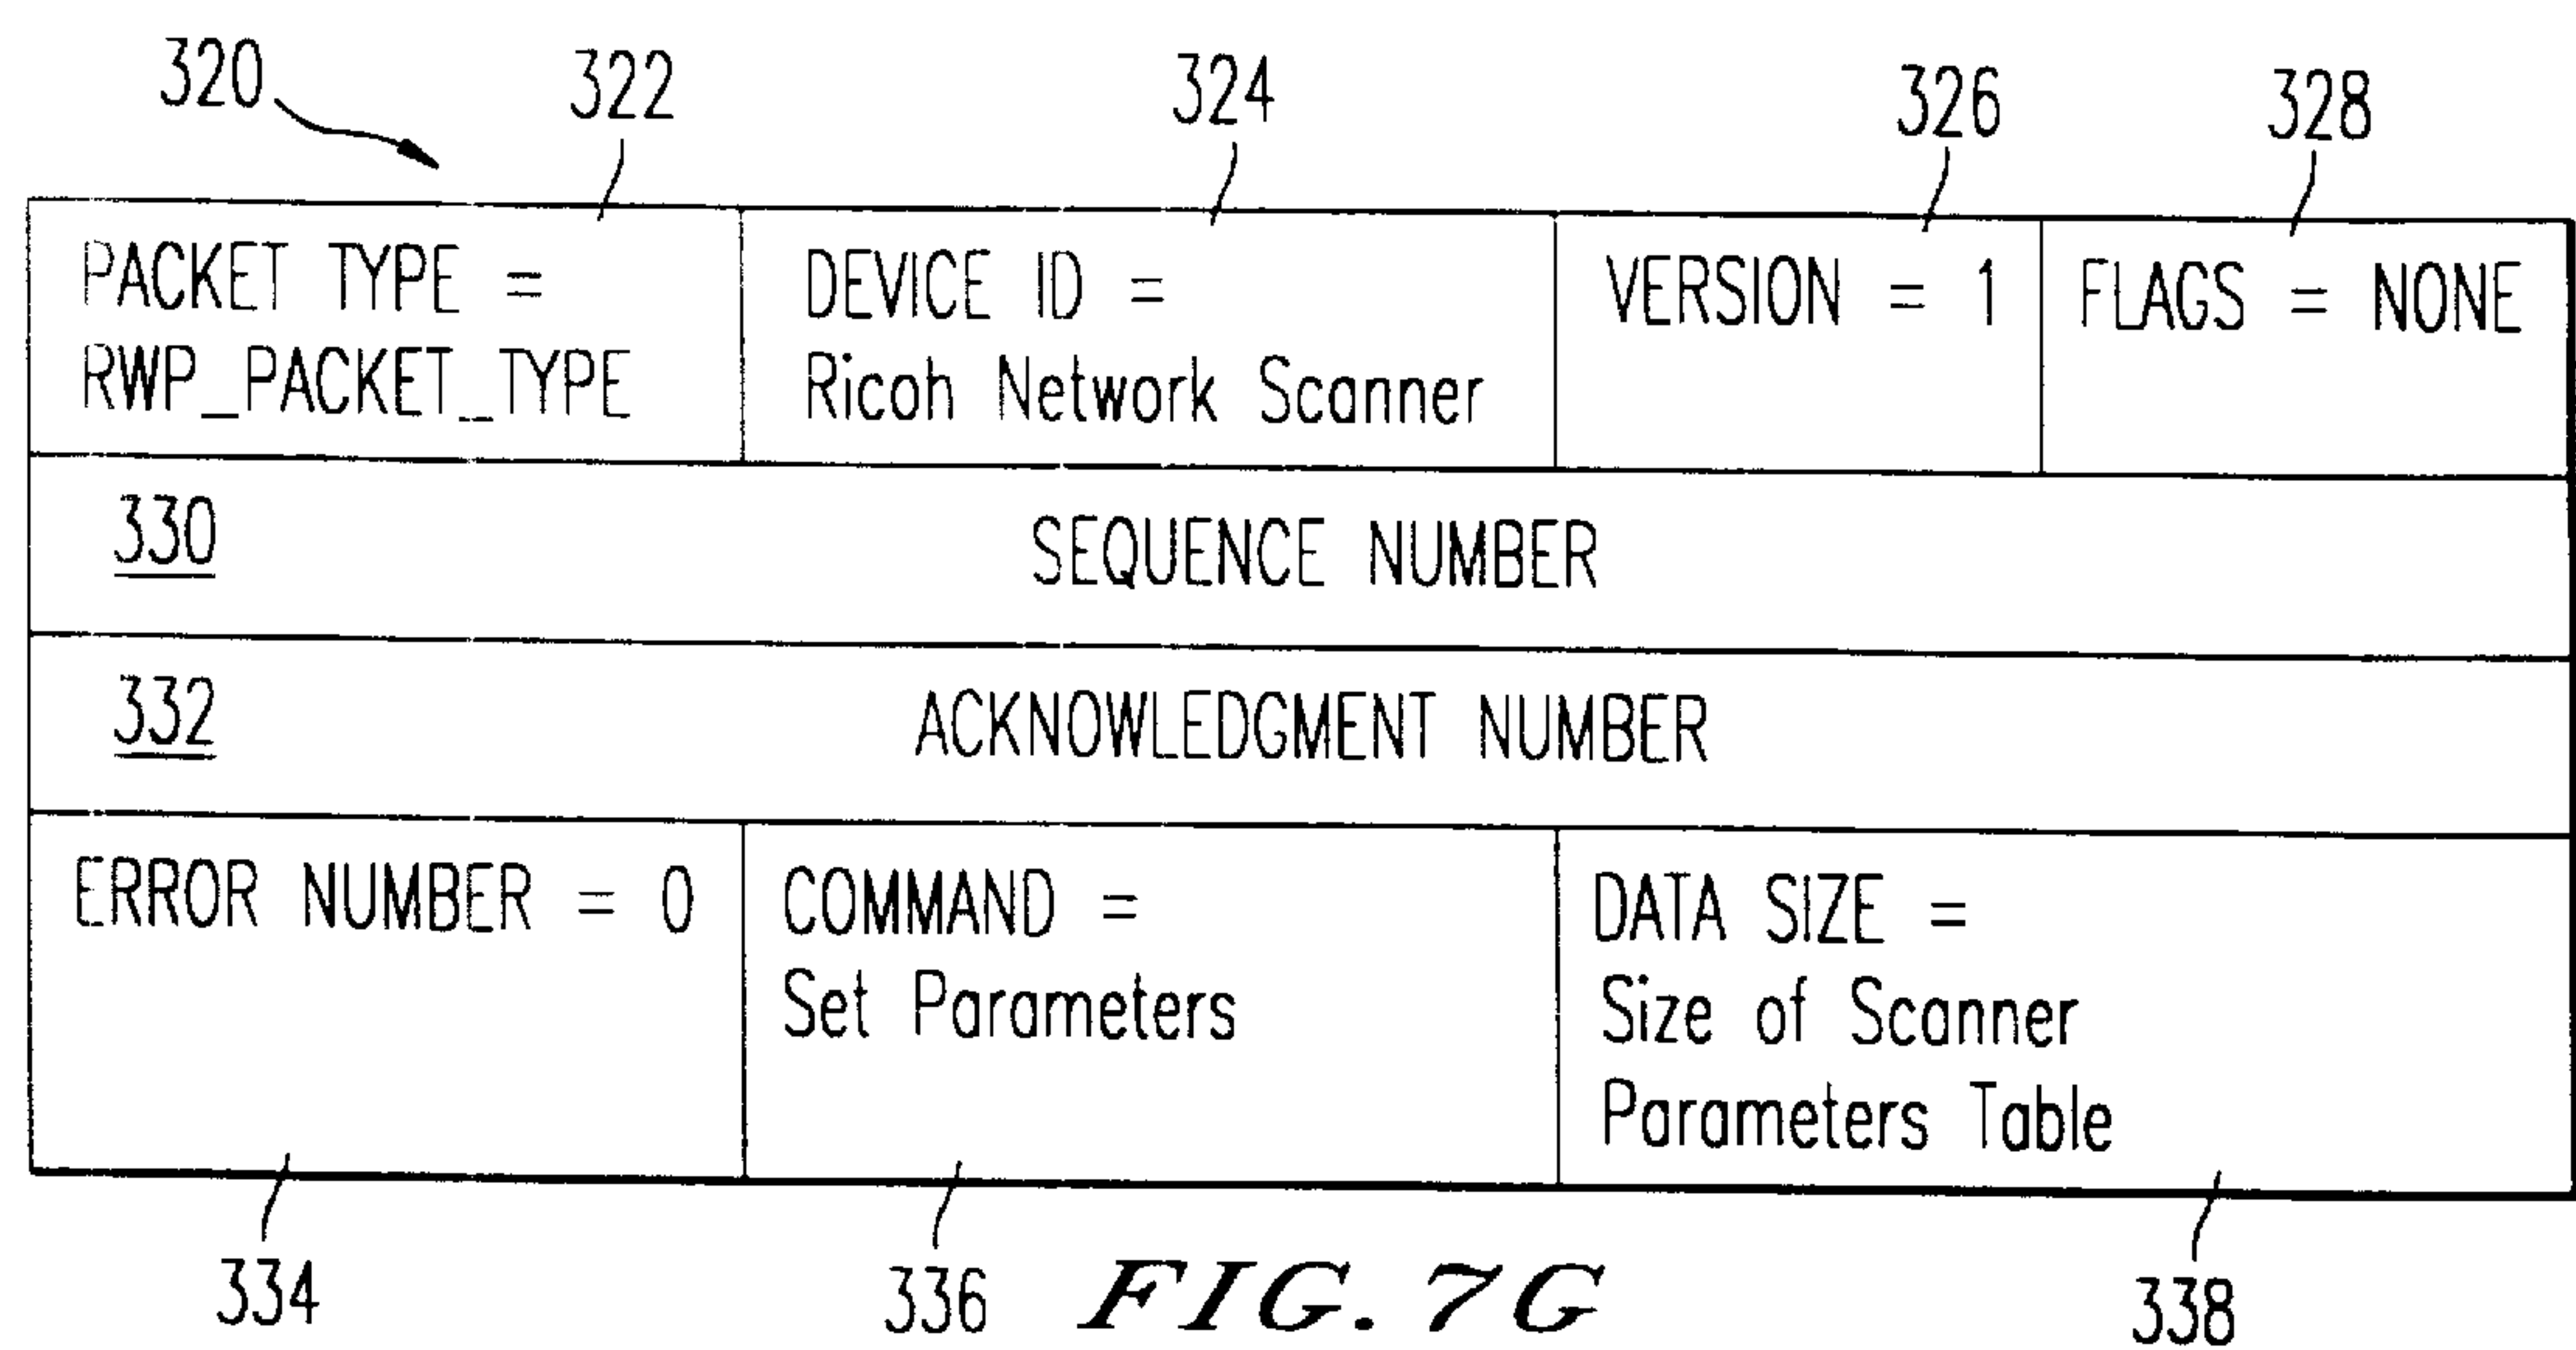 320 322 324 326 328
PACKET TYPE =
RWP_PACKET_TYPE
DEVICE ID =
Ricoh Network Scanner
VERSION = 1
FLAGS = NONE
330 SEQUENCE NUMBER
332 ACKNOWLEDGMENT NUMBER
ERROR NUMBER = 0
COMMAND =
Set Parameters
DATA SIZE =
Size of Scanner
Parameters Table
334 336 338
FIG. 7G